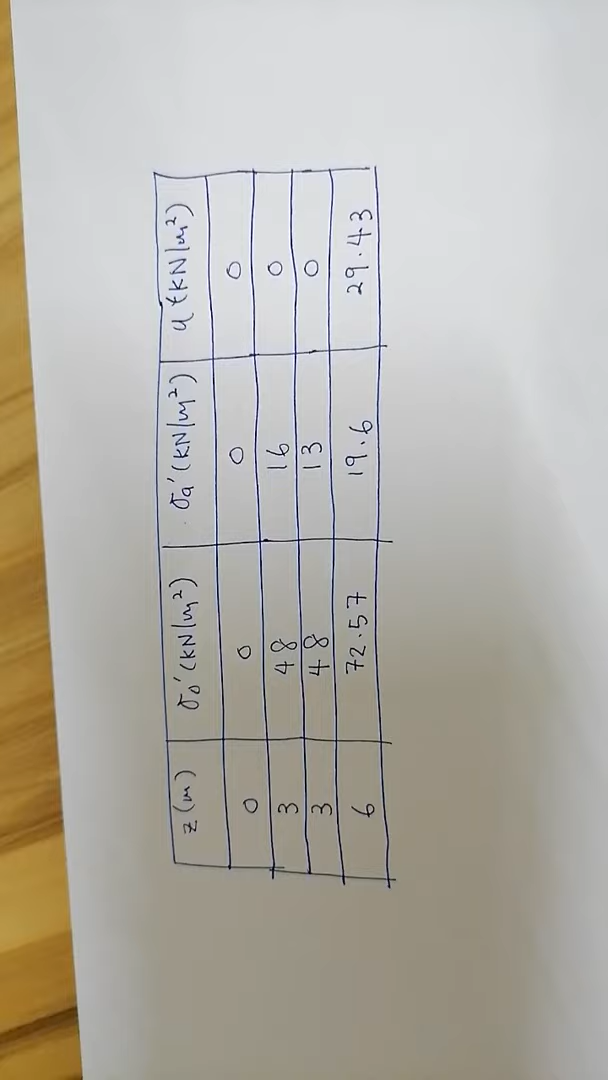 z (m) σo' (kN/m²) σa' (kN/m²) u (kN/m²)
0 0 0 0
3 48 16 0
3 48 13 0
6 72.57 19.6 29.43